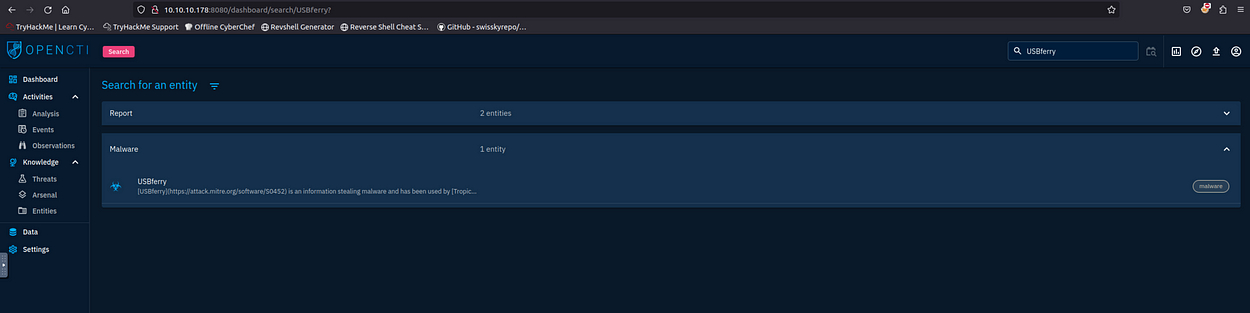 10.10.10.178:8080/dashboard/search/USBferry?
TryHackMe | Learn Cy... TryHackMe Support Offline CyberChef Revshell Generator Reverse Shell Cheat S... GitHub - swisskyrepo/...
OPENCTI Search USBferry
Dashboard
Activities
Analysis
Events
Observations
Knowledge
Threats
Arsenal
Entities
Data
Settings
Search for an entity
Report 2 entities
Malware 1 entity
USBferry
[USBferry](https://attack.mitre.org/software/S0452) is an information stealing malware and has been used by [Tropic...
malware